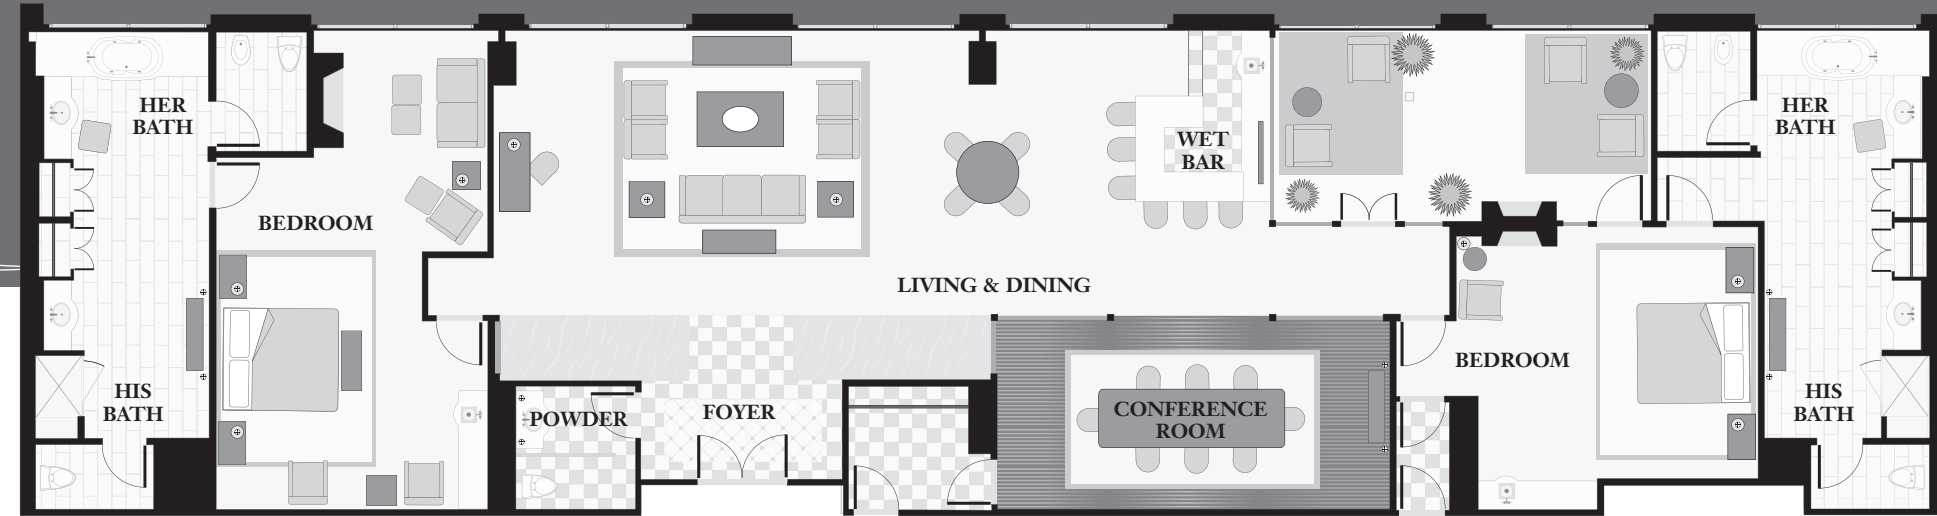 HER
BATH
BEDROOM
HIS
BATH
POWDER
FOYER
LIVING & DINING
WET
BAR
CONFERENCE
ROOM
BEDROOM
HER
BATH
HIS
BATH